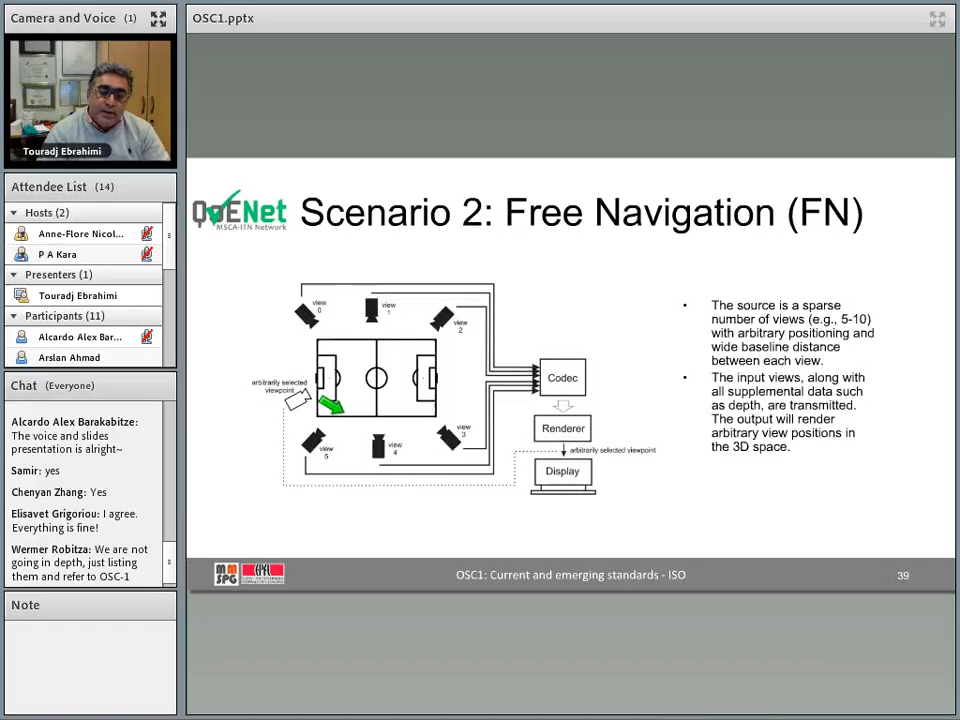 Camera and Voice (1)
Touradj Ebrahimi
Attendee List (14)
Hosts (2)
Anne-Flore Nicol...
P A Kara
Presenters (1)
Touradj Ebrahimi
Participants (11)
Alcardo Alex Bar...
Arslan Ahmad
Chat (Everyone)
Alcardo Alex Barakabitze:
The voice and slides
presentation is alright~
Samir: yes
Chenyan Zhang: Yes
Elisavet Grigoriou: I agree.
Everything is fine!
Wermer Robitza: We are not
going in depth, just listing
them and refer to OSC-1
Note
OSC1.pptx
QoENet
MSCA-ITN Network
Scenario 2: Free Navigation (FN)
view
0
view
1
view
2
arbitrarily selected
viewpoint
view
3
view
4
view
5
Codec
Renderer
arbitrarily selected viewpoint
Display
• The source is a sparse
number of views (e.g., 5-10)
with arbitrary positioning and
wide baseline distance
between each view.
• The input views, along with
all supplemental data such
as depth, are transmitted.
The output will render
arbitrary view positions in
the 3D space.
MMSPG
EPFL
OSC1: Current and emerging standards - ISO
39